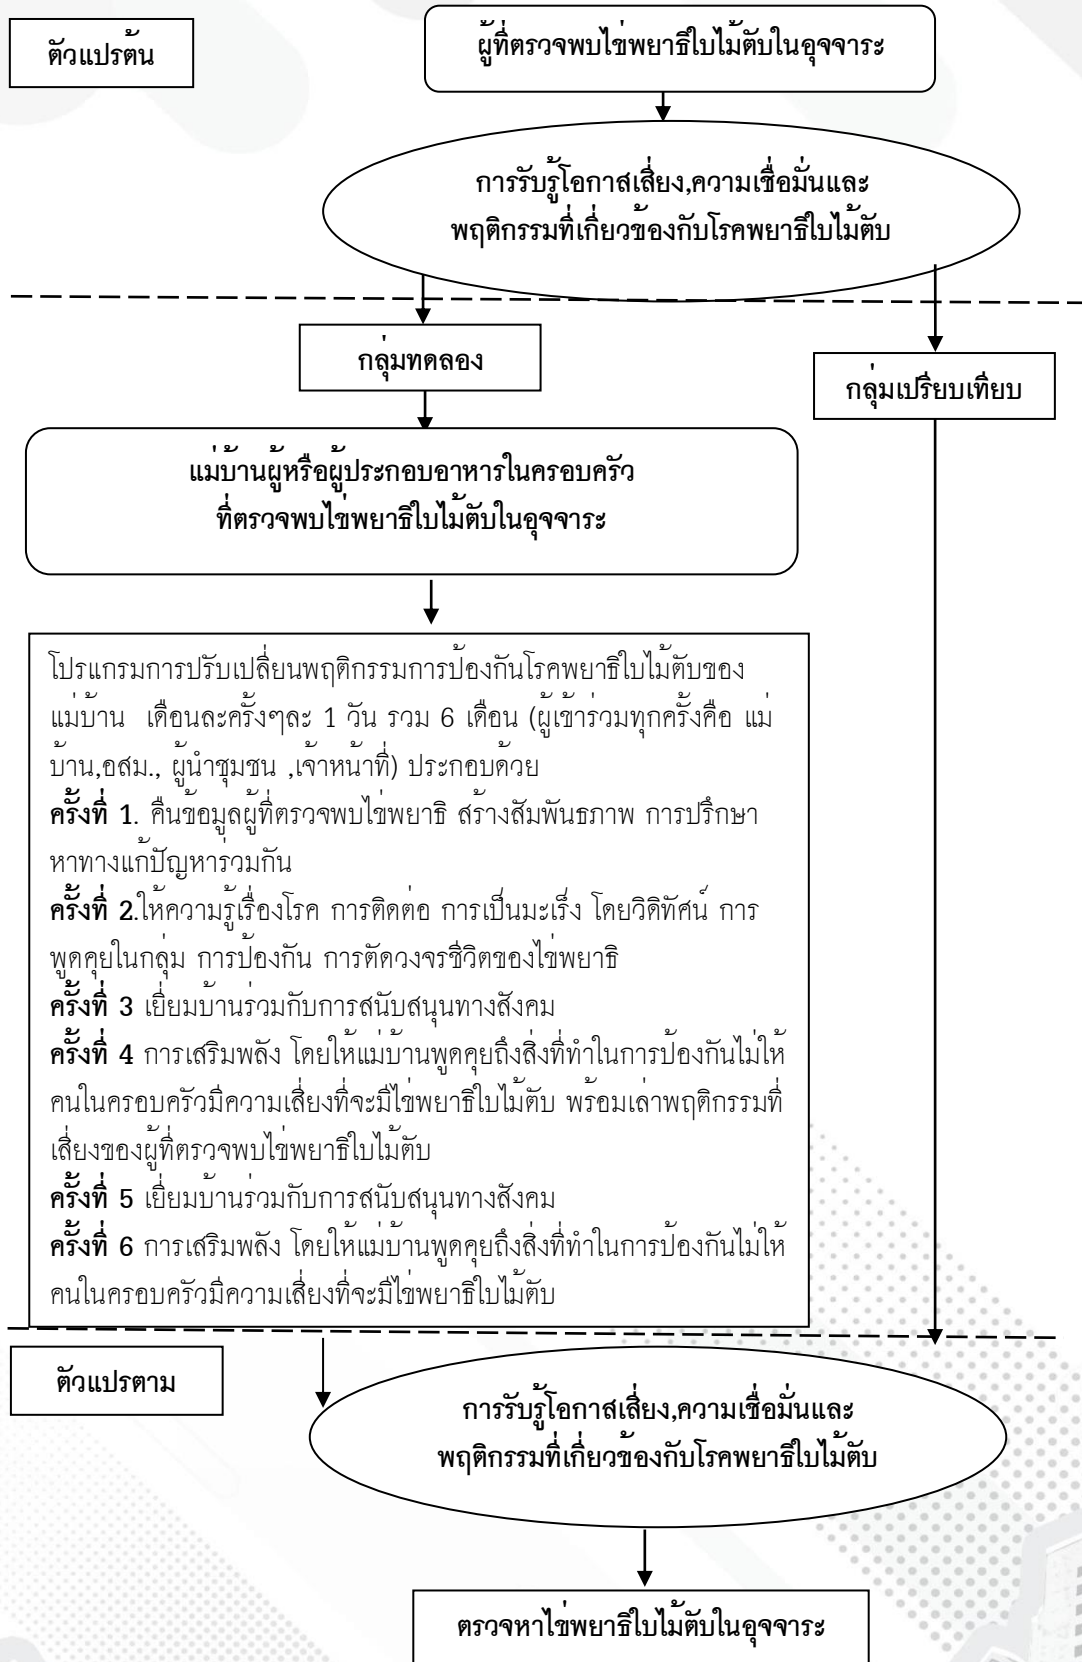 ตัวแปรต้น
ผู้ที่ตรวจพบไข่พยาธิใบไม้ตับในอุจจาระ
การรับรู้โอกาสเสี่ยง,ความเชื่อมั่นและ
พฤติกรรมที่เกี่ยวข้องกับโรคพยาธิใบไม้ตับ
กลุ่มทดลอง
กลุ่มเปรียบเทียบ
แม่บ้านผู้หรือผู้ประกอบอาหารในครอบครัว
ที่ตรวจพบไข่พยาธิใบไม้ตับในอุจจาระ
โปรแกรมการปรับเปลี่ยนพฤติกรรมการป้องกันโรคพยาธิใบไม้ตับของ
แม่บ้าน เดือนละครั้งๆละ 1 วัน รวม 6 เดือน (ผู้เข้าร่วมทุกครั้งคือ แม่
บ้าน,อสม., ผู้นำชุมชน ,เจ้าหน้าที่) ประกอบด้วย
ครั้งที่ 1. คืนข้อมูลผู้ที่ตรวจพบไข่พยาธิ สร้างสัมพันธภาพ การปรึกษา
หาทางแก้ปัญหาร่วมกัน
ครั้งที่ 2.ให้ความรู้เรื่องโรค การติดต่อ การเป็นมะเร็ง โดยวิดิทัศน์ การ
พูดคุยในกลุ่ม การป้องกัน การตัดวงจรชีวิตของไข่พยาธิ
ครั้งที่ 3 เยี่ยมบ้านร่วมกับการสนับสนุนทางสังคม
ครั้งที่ 4 การเสริมพลัง โดยให้แม่บ้านพูดคุยถึงสิ่งที่ทำในการป้องกันไม่ให้
คนในครอบครัวมีความเสี่ยงที่จะมีไข่พยาธิใบไม้ตับ พร้อมเล่าพฤติกรรมที่
เสี่ยงของผู้ที่ตรวจพบไข่พยาธิใบไม้ตับ
ครั้งที่ 5 เยี่ยมบ้านร่วมกับการสนับสนุนทางสังคม
ครั้งที่ 6 การเสริมพลัง โดยให้แม่บ้านพูดคุยถึงสิ่งที่ทำในการป้องกันไม่ให้
คนในครอบครัวมีความเสี่ยงที่จะมีไข่พยาธิใบไม้ตับ
ตัวแปรตาม
การรับรู้โอกาสเสี่ยง,ความเชื่อมั่นและ
พฤติกรรมที่เกี่ยวข้องกับโรคพยาธิใบไม้ตับ
ตรวจหาไข่พยาธิใบไม้ตับในอุจจาระ